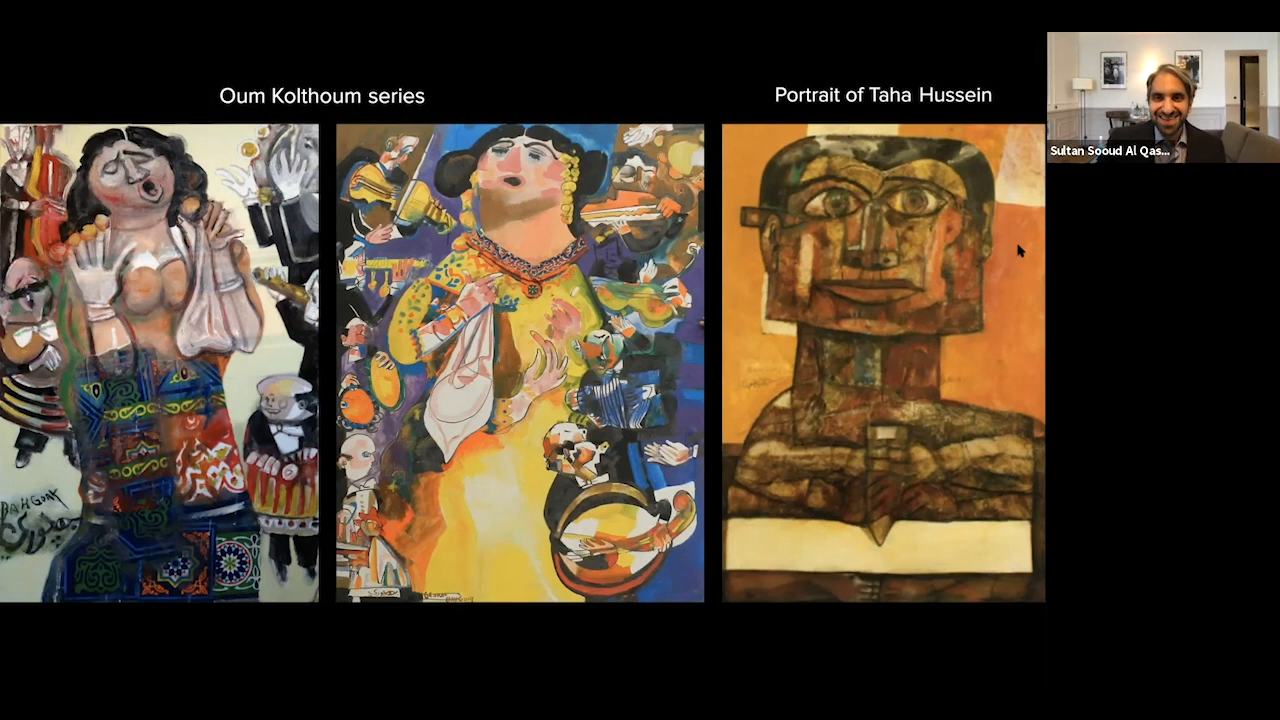 Oum Kolthoum series
Portrait of Taha Hussein
Sultan Sooud Al Qas...
BAHGORY